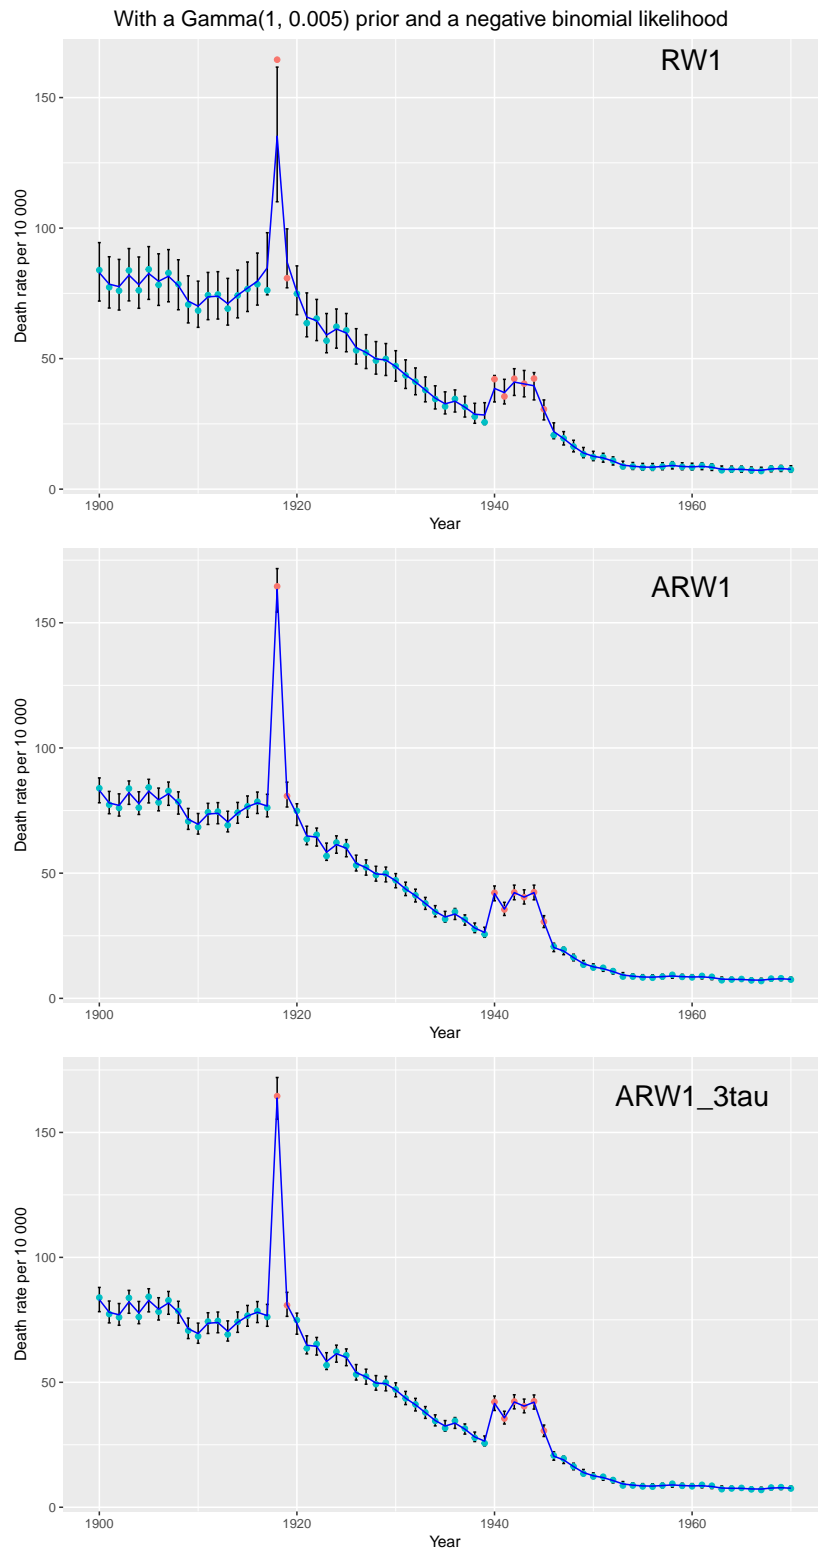 With a Gamma(1, 0.005) prior and a negative binomial likelihood
RW1
Death rate per 10 000
150
100
50
0
1900 1920 1940 1960
Year
ARW1
Death rate per 10 000
150
100
50
0
1900 1920 1940 1960
Year
ARW1_3tau
Death rate per 10 000
150
100
50
0
1900 1920 1940 1960
Year